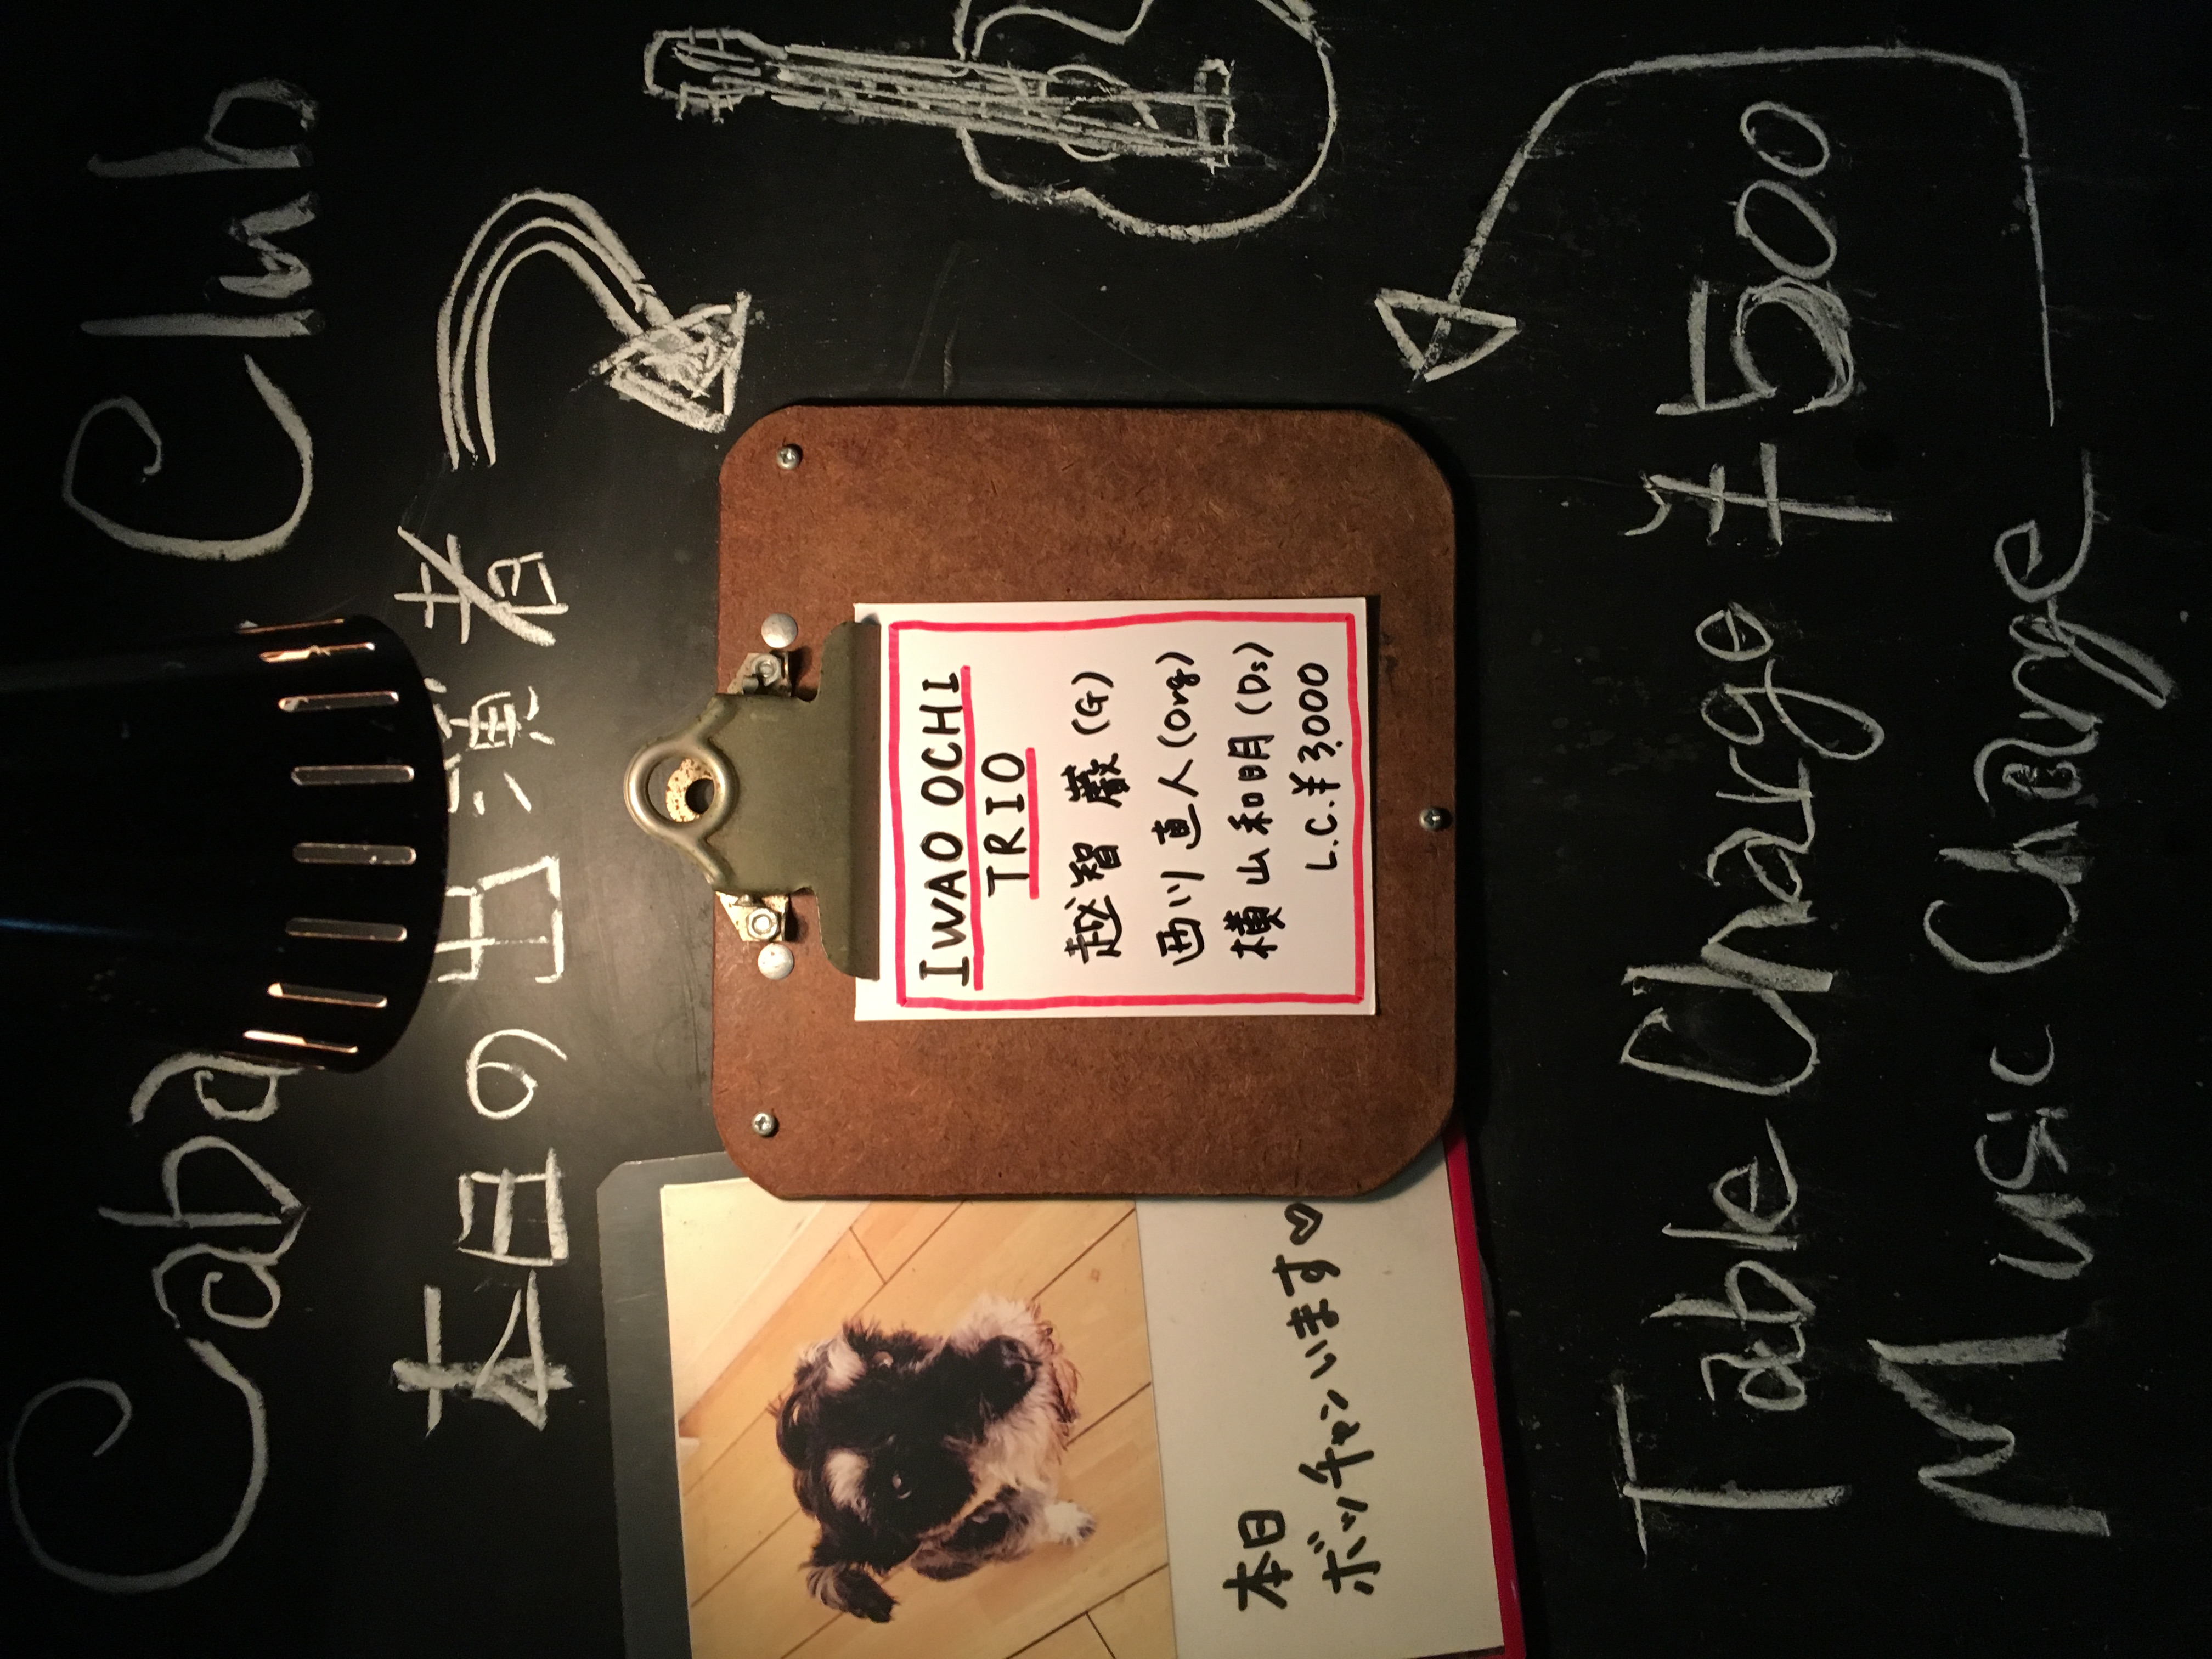 Caba Club
本日の出演者
IWAO OCHI
TRIO
越智 巌 (G)
西川 直人 (Org)
横山 和明 (Ds)
L.C.¥3,000
本日
ボッチャンいます♡
Table Charge ¥500
Music Charge